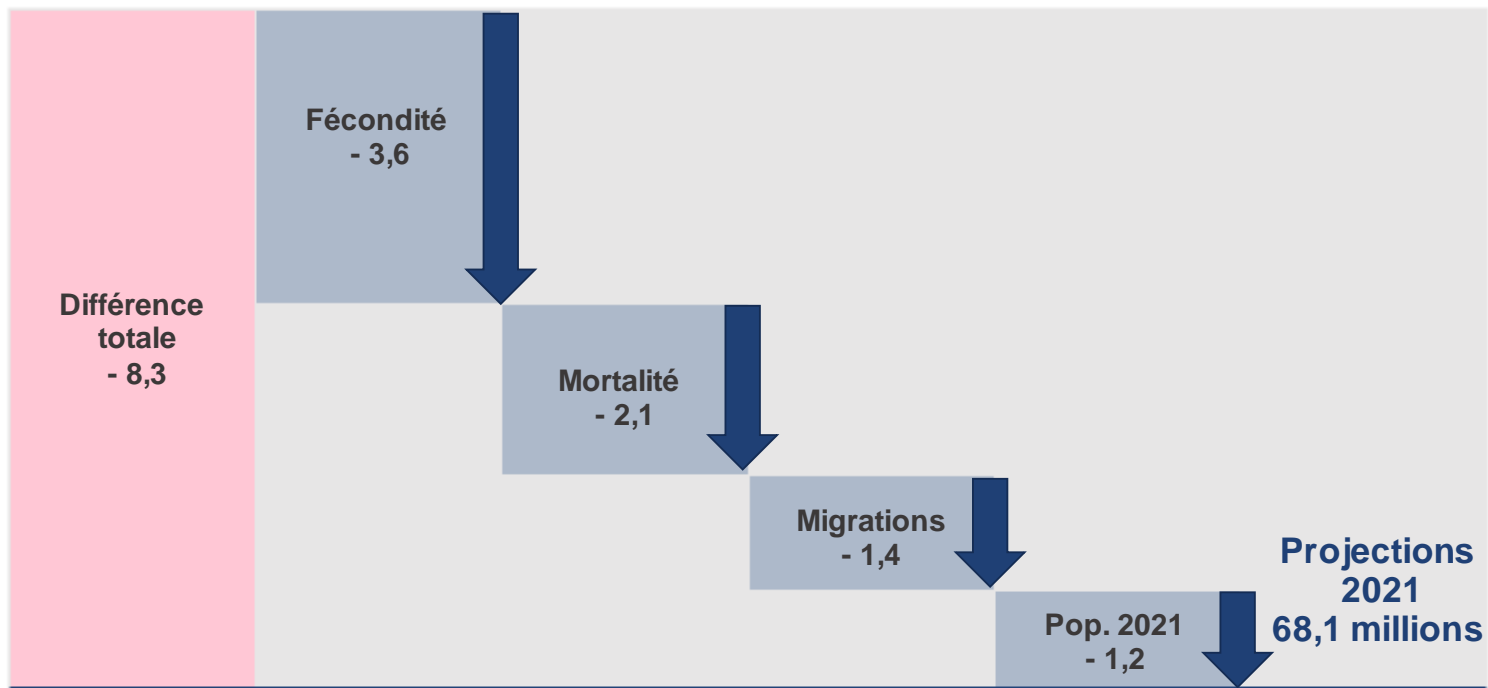 Différence
totale
- 8,3
Fécondité
- 3,6
Mortalité
- 2,1
Migrations
- 1,4
Pop. 2021
- 1,2
Projections
2021
68,1 millions